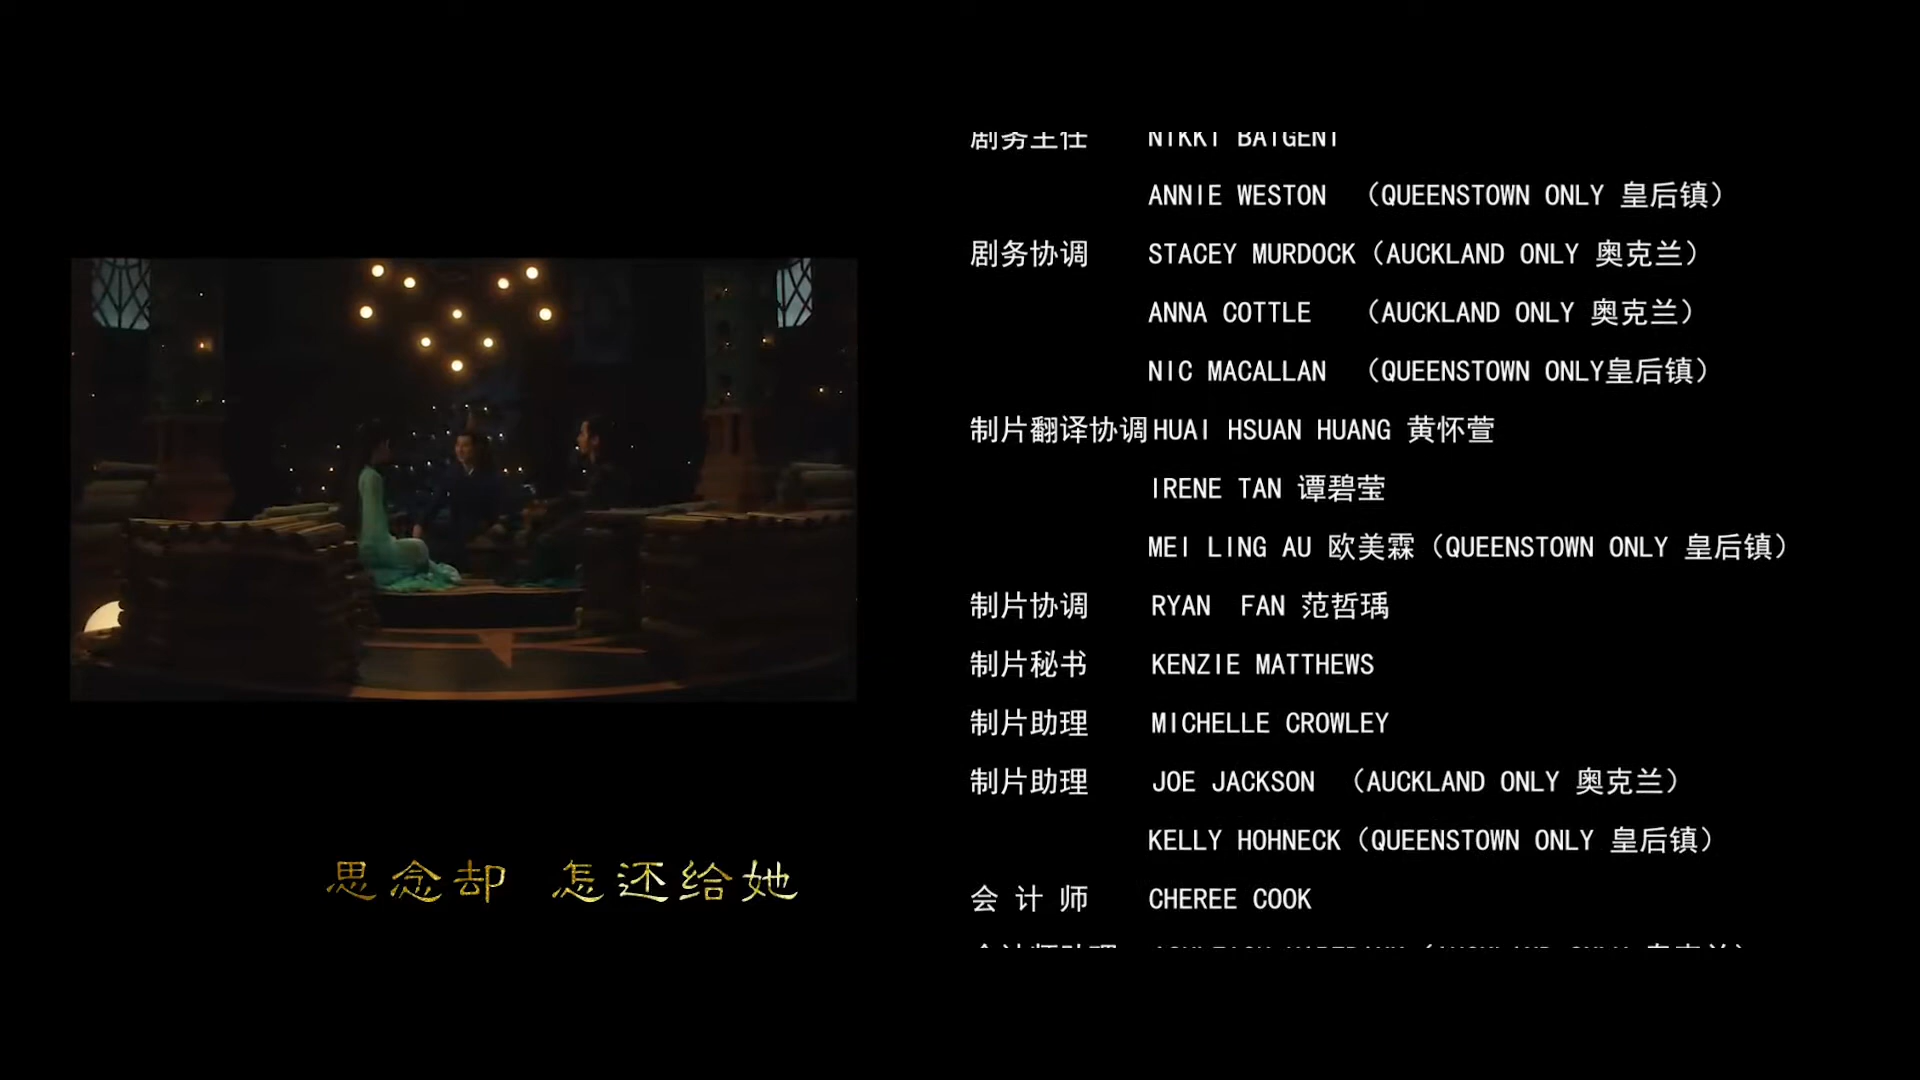 剧务主任 NIKKI BAIGENT
ANNIE WESTON （QUEENSTOWN ONLY 皇后镇）
剧务协调 STACEY MURDOCK（AUCKLAND ONLY 奥克兰）
ANNA COTTLE （AUCKLAND ONLY 奥克兰）
NIC MACALLAN （QUEENSTOWN ONLY皇后镇）
制片翻译协调 HUAI HSUAN HUANG 黄怀萱
IRENE TAN 谭碧莹
MEI LING AU 欧美霖（QUEENSTOWN ONLY 皇后镇）
制片协调 RYAN FAN 范哲瑀
制片秘书 KENZIE MATTHEWS
制片助理 MICHELLE CROWLEY
制片助理 JOE JACKSON （AUCKLAND ONLY 奥克兰）
KELLY HOHNECK（QUEENSTOWN ONLY 皇后镇）
会 计 师 CHEREE COOK
思念却 怎还给她